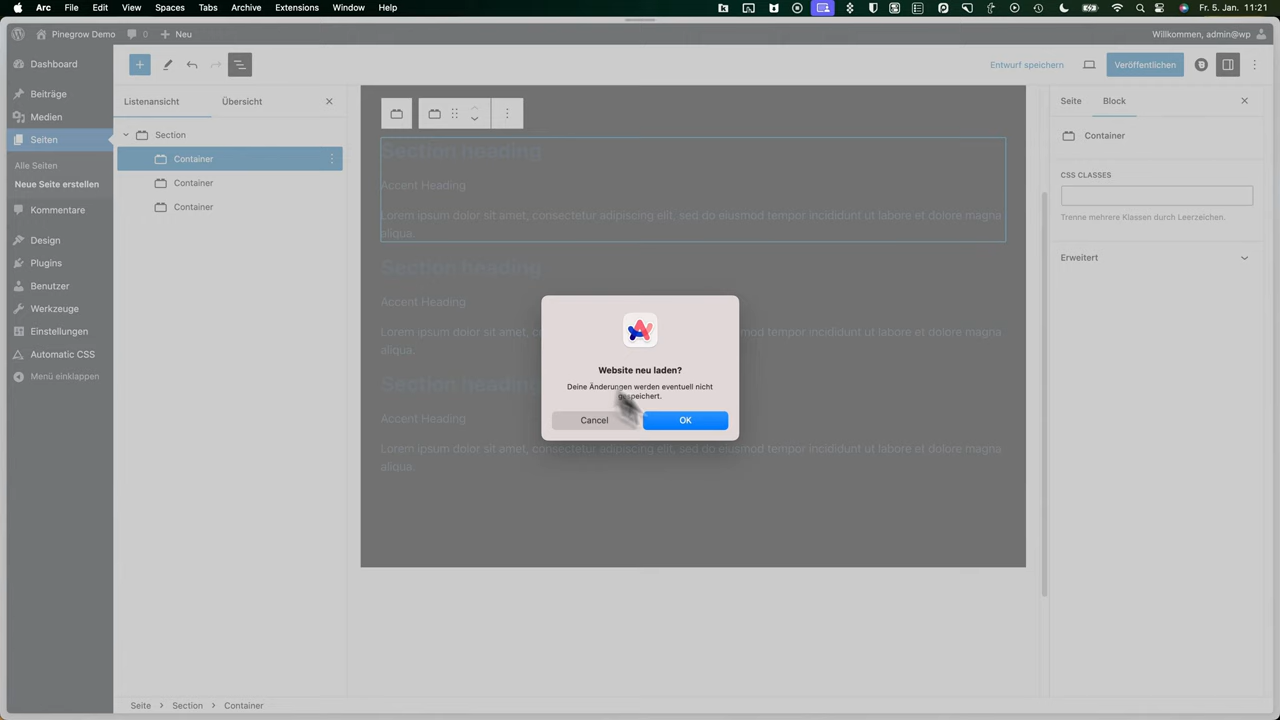 Arc File Edit View Spaces Tabs Archive Extensions Window Help Fr. 5. Jan. 11:21
Pinegrow Demo 0 Neu Willkommen, admin@wp
Dashboard
Beiträge
Medien
Seiten
Alle Seiten
Neue Seite erstellen
Kommentare
Design
Plugins
Benutzer
Werkzeuge
Einstellungen
Automatic CSS
Menü einklappen
Entwurf speichern Veröffentlichen
Listenansicht Übersicht
Section
Container
Container
Container
Section heading
Accent Heading
Lorem ipsum dolor sit amet, consectetur adipiscing elit, sed do eiusmod tempor incididunt ut labore et dolore magna
aliqua.
Section heading
Accent Heading
Lorem ipsum dolor sit amet, mod tempor incididunt ut labore et dolore magna
aliqua.
Section heading
Accent Heading
Lorem ipsum dolor sit amet, consectetur adipiscing elit, sed do eiusmod tempor incididunt ut labore et dolore magna
aliqua.
Website neu laden?
Deine Änderungen werden eventuell nicht
gespeichert.
Cancel OK
Seite Block
Container
CSS CLASSES
Trenne mehrere Klassen durch Leerzeichen.
Erweitert
Seite Section Container